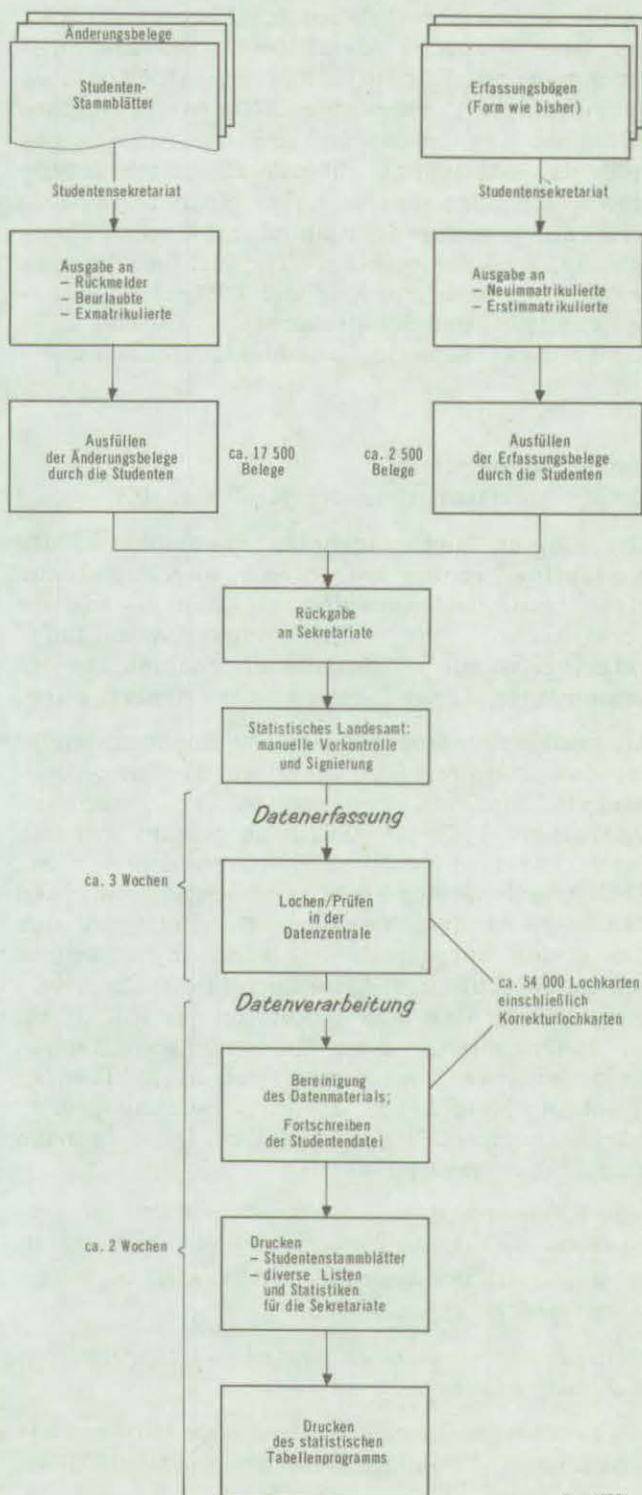 Änderungsbelege
Studenten-
Stammblätter
Erfassungsbögen
(Form wie bisher)
Studentensekretariat
Studentensekretariat
Ausgabe an
– Rückmelder
– Beurlaubte
– Exmatrikulierte
Ausgabe an
– Neuimmatrikulierte
– Erstimmatrikulierte
Ausfüllen
der Änderungsbelege
durch die Studenten
ca. 17 500
Belege
ca. 2 500
Belege
Ausfüllen
der Erfassungsbelege
durch die Studenten
Rückgabe
an Sekretariate
Statistisches Landesamt:
manuelle Vorkontrolle
und Signierung
Datenerfassung
ca. 3 Wochen
Lochen/Prüfen
in der
Datenzentrale
ca. 54 000 Lochkarten
einschließlich
Korrekturlochkarten
Datenverarbeitung
Bereinigung
des Datenmaterials;
Fortschreiben
der Studentendatei
ca. 2 Wochen
Drucken
– Studentenstammblätter
– diverse Listen
und Statistiken
für die Sekretariate
Drucken
des statistischen
Tabellenprogramms